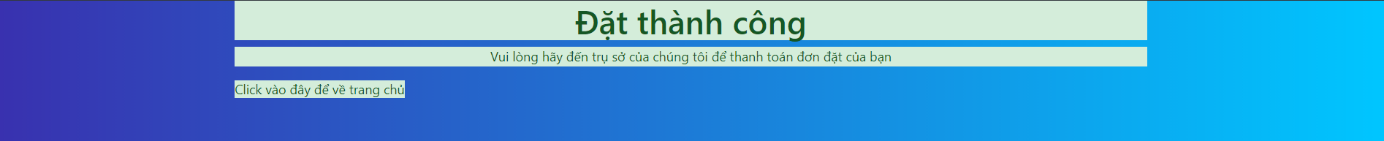 Đặt thành công
Vui lòng hãy đến trụ sở của chúng tôi để thanh toán đơn đặt của bạn
Click vào đây để về trang chủ